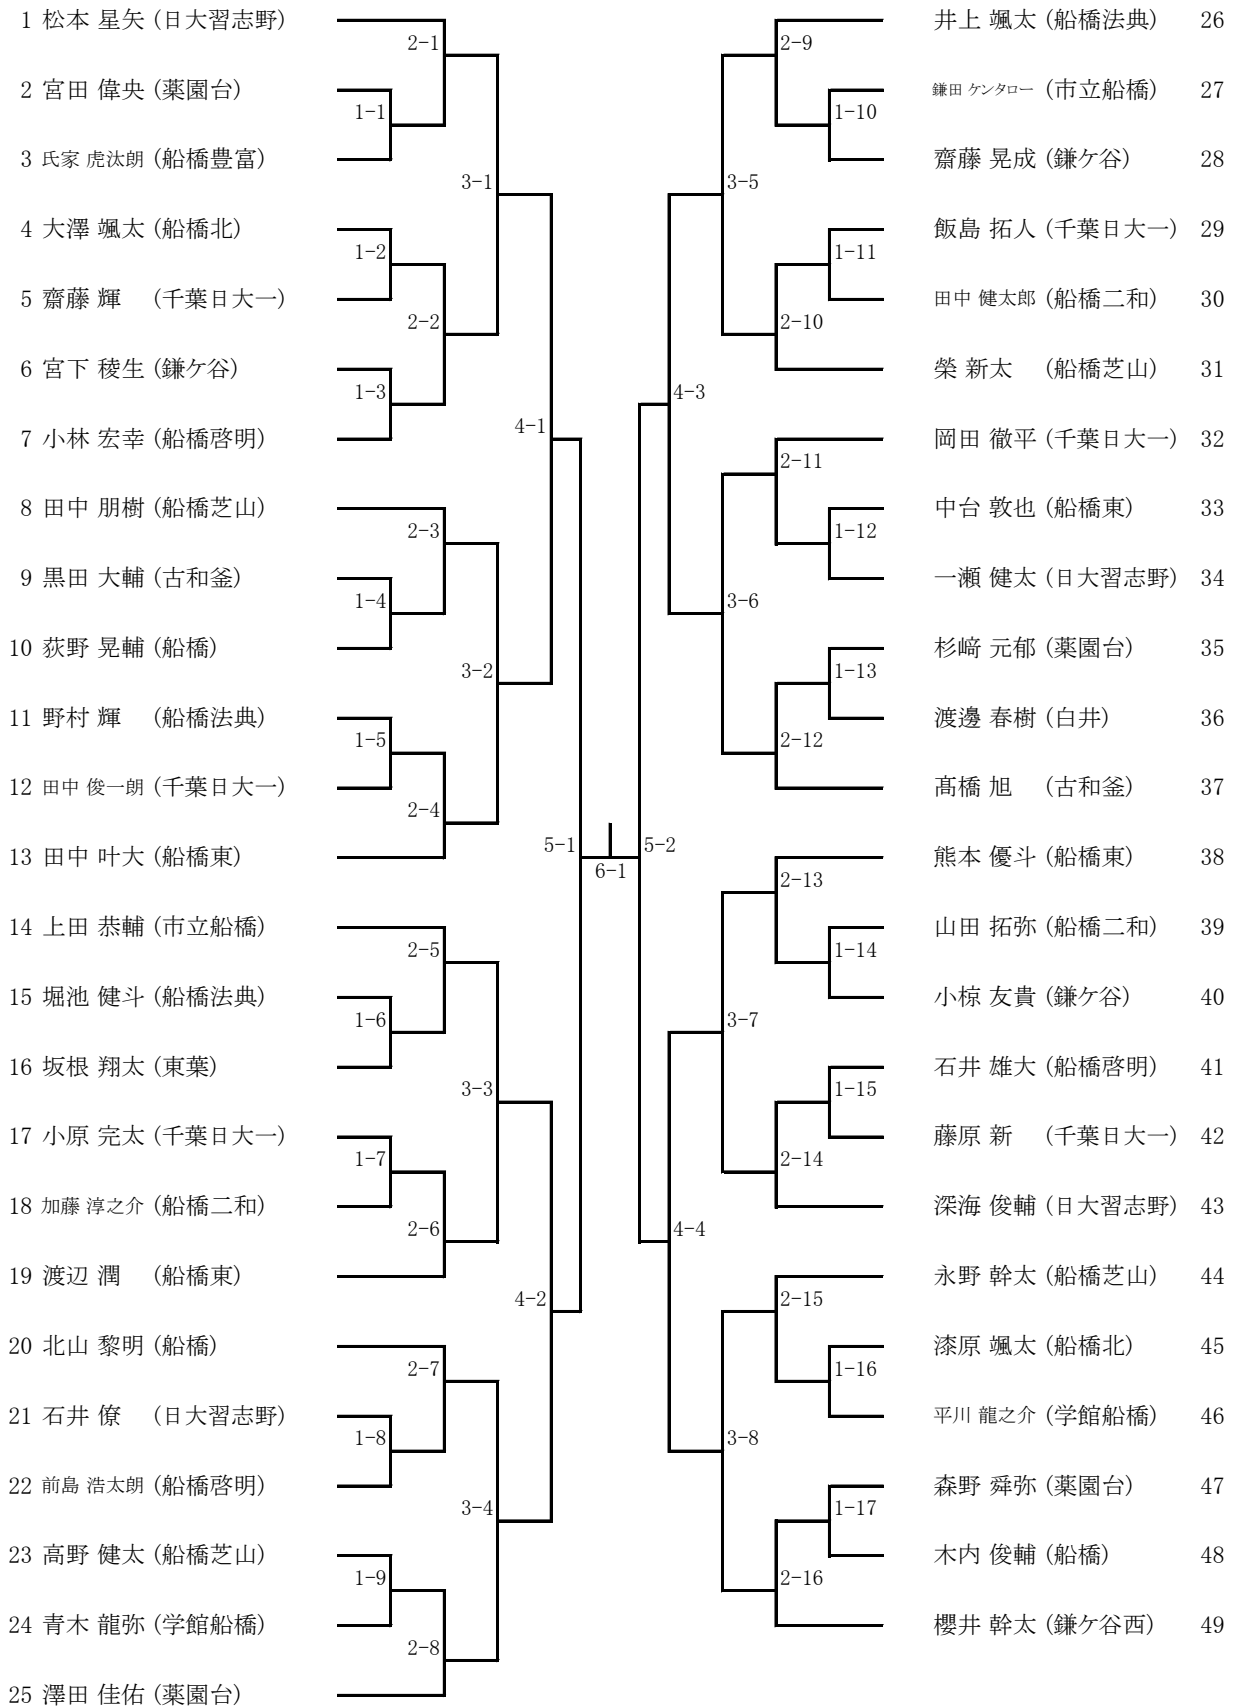 1 松本 星矢 (日大習志野)
2-1
2 宮田 偉央 (薬園台)
1-1
3 氏家 虎汰朗 (船橋豊富)
3-1
4 大澤 颯太 (船橋北)
1-2
5 齋藤 輝 (千葉日大一)
2-2
6 宮下 稜生 (鎌ケ谷)
1-3
7 小林 宏幸 (船橋啓明)
4-1
8 田中 朋樹 (船橋芝山)
2-3
9 黒田 大輔 (古和釜)
1-4
10 荻野 晃輔 (船橋)
3-2
11 野村 輝 (船橋法典)
1-5
12 田中 俊一朗 (千葉日大一)
2-4
13 田中 叶大 (船橋東)
5-1
14 上田 恭輔 (市立船橋)
2-5
15 堀池 健斗 (船橋法典)
1-6
16 坂根 翔太 (東葉)
3-3
17 小原 完太 (千葉日大一)
1-7
18 加藤 淳之介 (船橋二和)
2-6
19 渡辺 潤 (船橋東)
4-2
20 北山 黎明 (船橋)
2-7
21 石井 僚 (日大習志野)
1-8
22 前島 浩太朗 (船橋啓明)
3-4
23 高野 健太 (船橋芝山)
1-9
24 青木 龍弥 (学館船橋)
2-8
25 澤田 佳佑 (薬園台)
6-1
井上 颯太 (船橋法典) 26
2-9
鎌田 ケンタロー (市立船橋) 27
1-10
齋藤 晃成 (鎌ケ谷) 28
3-5
飯島 拓人 (千葉日大一) 29
1-11
田中 健太郎 (船橋二和) 30
2-10
榮 新太 (船橋芝山) 31
4-3
岡田 徹平 (千葉日大一) 32
2-11
中台 敦也 (船橋東) 33
1-12
一瀬 健太 (日大習志野) 34
3-6
杉﨑 元郁 (薬園台) 35
1-13
渡邊 春樹 (白井) 36
2-12
髙橋 旭 (古和釜) 37
5-2
熊本 優斗 (船橋東) 38
2-13
山田 拓弥 (船橋二和) 39
1-14
小椋 友貴 (鎌ケ谷) 40
3-7
石井 雄大 (船橋啓明) 41
1-15
藤原 新 (千葉日大一) 42
2-14
深海 俊輔 (日大習志野) 43
4-4
永野 幹太 (船橋芝山) 44
2-15
漆原 颯太 (船橋北) 45
1-16
平川 龍之介 (学館船橋) 46
3-8
森野 舜弥 (薬園台) 47
1-17
木内 俊輔 (船橋) 48
2-16
櫻井 幹太 (鎌ケ谷西) 49